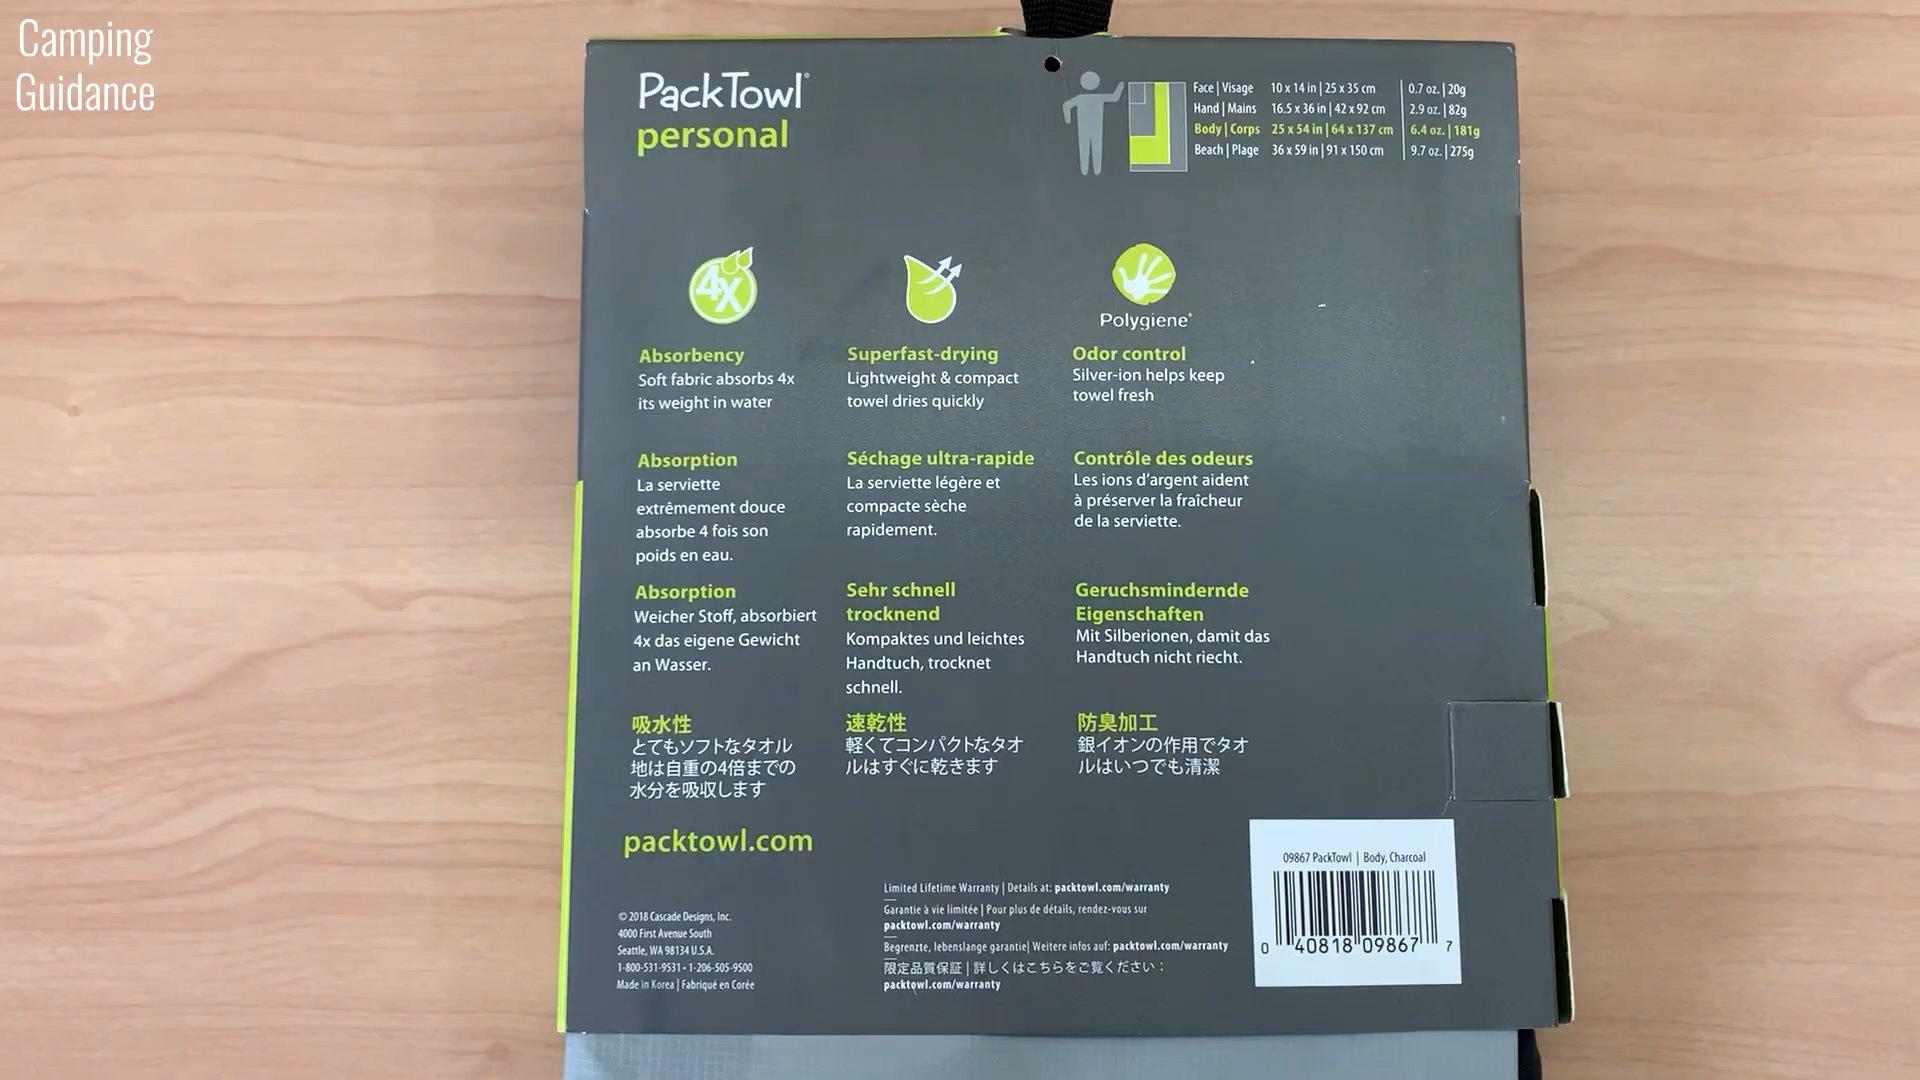 Camping
Guidance
PackTowl
personal
Face | Visage 10 x 14 in | 25 x 35 cm 0.7 oz. | 20g
Hand | Mains 16.5 x 36 in | 42 x 92 cm 2.9 oz. | 82g
Body | Corps 25 x 54 in | 64 x 137 cm 6.4 oz. | 181g
Beach | Plage 36 x 59 in | 91 x 150 cm 9.7 oz. | 275g
4X
Polygiene®
Absorbency
Soft fabric absorbs 4x
its weight in water
Superfast-drying
Lightweight & compact
towel dries quickly
Odor control
Silver-ion helps keep
towel fresh
Absorption
La serviette
extrêmement douce
absorbe 4 fois son
poids en eau.
Séchage ultra-rapide
La serviette légère et
compacte sèche
rapidement.
Contrôle des odeurs
Les ions d'argent aident
à préserver la fraîcheur
de la serviette.
Absorption
Weicher Stoff, absorbiert
4x das eigene Gewicht
an Wasser.
Sehr schnell
trocknend
Kompaktes und leichtes
Handtuch, trocknet
schnell.
Geruchsmindernde
Eigenschaften
Mit Silberionen, damit das
Handtuch nicht riecht.
吸水性
とてもソフトなタオル
地は自重の4倍までの
水分を吸収します
速乾性
軽くてコンパクトなタオ
ルはすぐに乾きます
防臭加工
銀イオンの作用でタオ
ルはいつでも清潔
packtowl.com
© 2018 Cascade Designs, Inc.
4000 First Avenue South
Seattle, WA 98134 U.S.A.
1-800-531-9531 • 1-206-505-9500
Made in Korea | Fabriqué en Corée
Limited Lifetime Warranty | Details at: packtowl.com/warranty
Garantie à vie limitée | Pour plus de détails, rendez-vous sur
packtowl.com/warranty
Begrenzte, lebenslange garantie| Weitere infos auf: packtowl.com/warranty
限定品質保証 | 詳しくはこちらをご覧ください：
packtowl.com/warranty
09867 PackTowl | Body, Charcoal
0 40818 09867 7